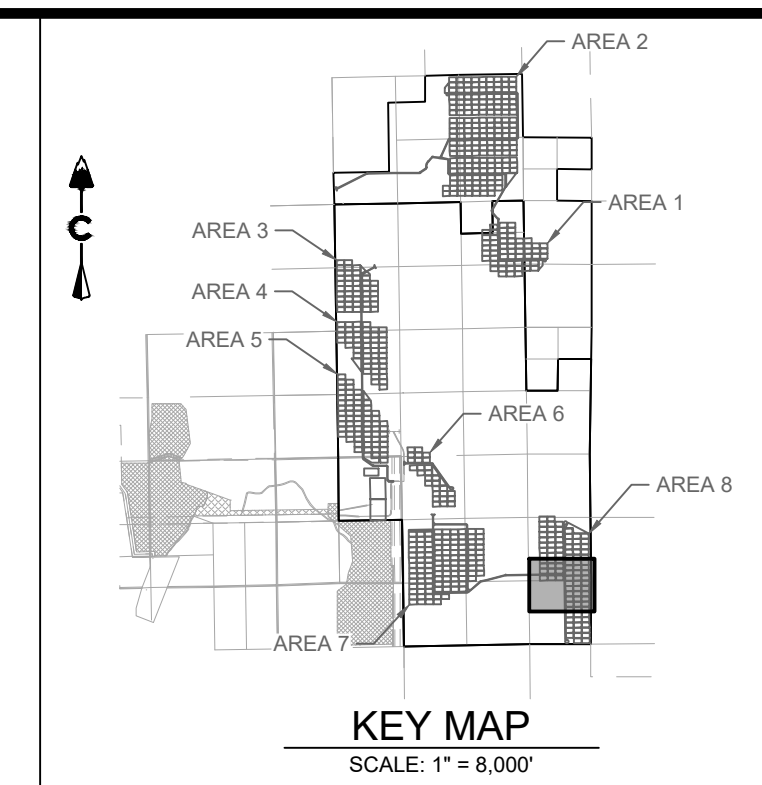 AREA 2
AREA 1
AREA 3
AREA 4
AREA 5
AREA 6
AREA 8
AREA 7
C
KEY MAP
SCALE: 1" = 8,000'